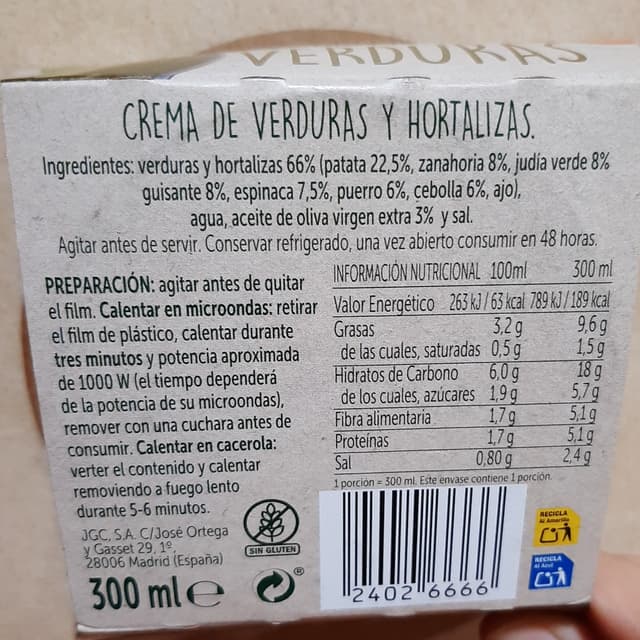 VERDURAS
CREMA DE VERDURAS Y HORTALIZAS.
Ingredientes: verduras y hortalizas 66% (patata 22,5%, zanahoria 8%, judía verde 8%
guisante 8%, espinaca 7,5%, puerro 6%, cebolla 6%, ajo),
agua, aceite de oliva virgen extra 3% y sal.
Agitar antes de servir. Conservar refrigerado, una vez abierto consumir en 48 horas.
PREPARACIÓN: agitar antes de quitar
el film. Calentar en microondas: retirar
el film de plástico, calentar durante
tres minutos y potencia aproximada
de 1000 W (el tiempo dependerá
de la potencia de su microondas),
remover con una cuchara antes de
consumir. Calentar en cacerola:
verter el contenido y calentar
removiendo a fuego lento
durante 5-6 minutos.
INFORMACIÓN NUTRICIONAL 100ml 300 ml
Valor Energético 263 kJ / 63 kcal 789 kJ / 189 kcal
Grasas 3,2 g 9,6 g
de las cuales, saturadas 0,5 g 1,5 g
Hidratos de Carbono 6,0 g 18 g
de los cuales, azúcares 1,9 g 5,7 g
Fibra alimentaria 1,7 g 5,1 g
Proteínas 1,7 g 5,1 g
Sal 0,80 g 2,4 g
1 porción = 300 ml. Este envase contiene 1 porción.
JGC, S.A. C/José Ortega
y Gasset 29, 1º,
28006 Madrid (España)
300 ml e
SIN GLUTEN
®
2402 6666
RECICLA
Al Amarillo
RECICLA
Al Azul